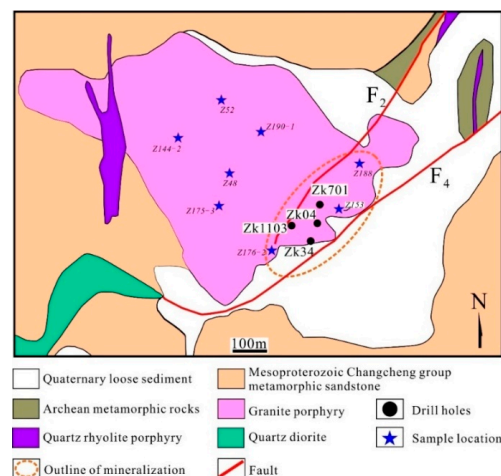 Z52
Z190-1
Z144-2
Z48
Z175-3
Z176-3
Z188
Z153
F2
F4
Zk701
Zk04
Zk1103
Zk34
100m
N
Quaternary loose sediment
Mesoproterozoic Changcheng group
metamorphic sandstone
Archean metamorphic rocks
Granite porphyry
Drill holes
Quartz rhyolite porphyry
Quartz diorite
Sample location
Outline of mineralization
Fault